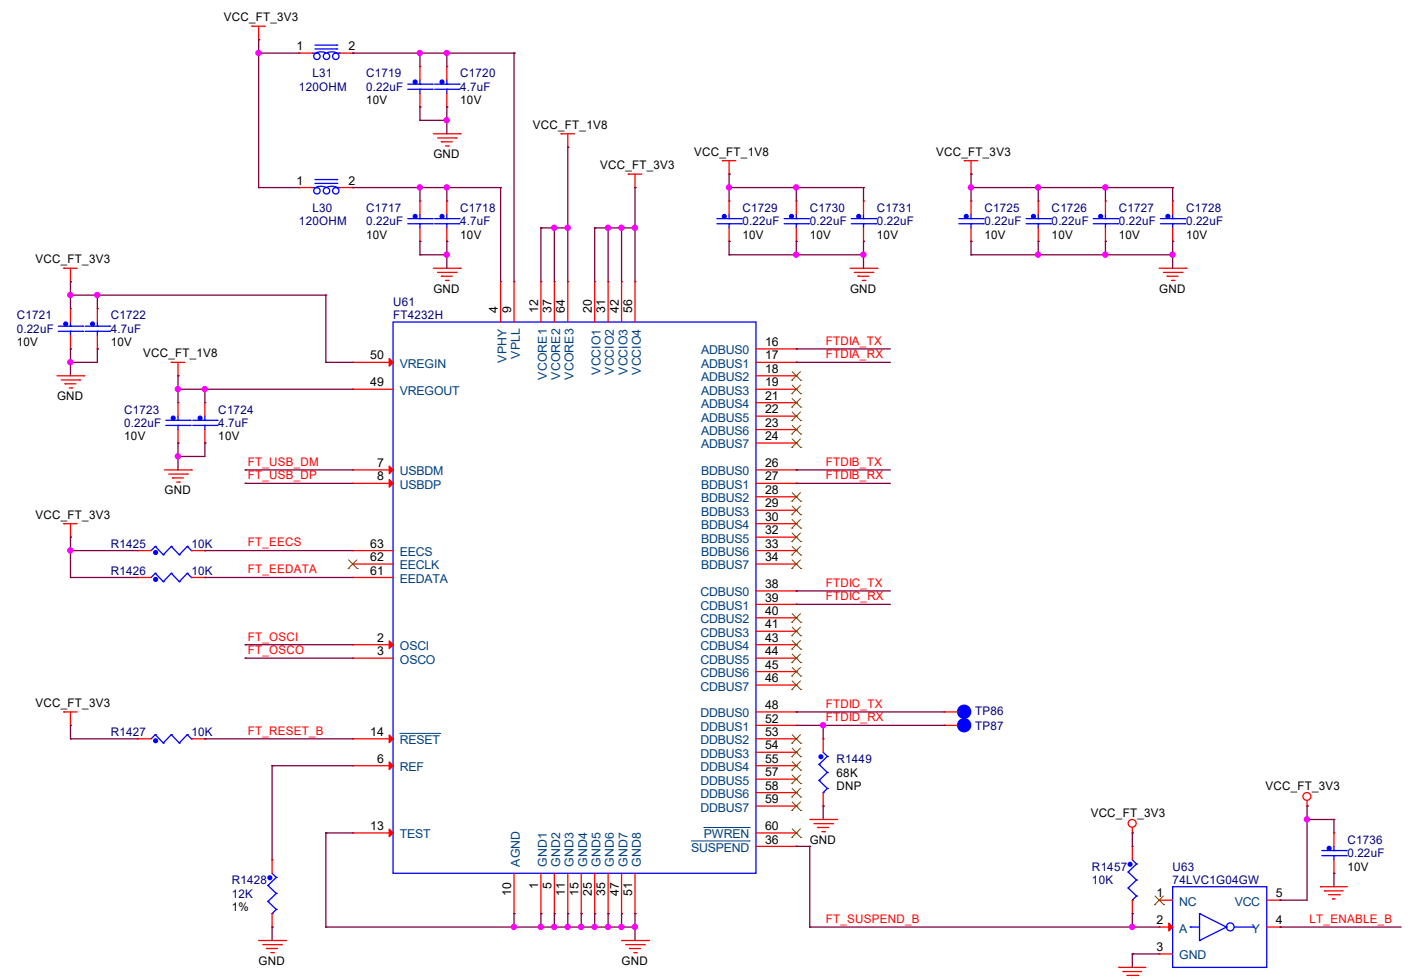 VCC_FT_3V3
1 2
L31
120OHM
C1719
0.22uF
10V
C1720
4.7uF
10V
GND
VCC_FT_1V8
VCC_FT_3V3
1 2
L30
120OHM
C1717
0.22uF
10V
C1718
4.7uF
10V
GND
VCC_FT_1V8
C1729
0.22uF
10V
C1730
0.22uF
10V
C1731
0.22uF
10V
GND
VCC_FT_3V3
C1725
0.22uF
10V
C1726
0.22uF
10V
C1727
0.22uF
10V
C1728
0.22uF
10V
GND
VCC_FT_3V3
C1721
0.22uF
10V
C1722
4.7uF
10V
GND
VCC_FT_1V8
C1723
0.22uF
10V
C1724
4.7uF
10V
GND
U61
FT4232H
4 VPHY
9 VPLL
12 VCORE1
37 VCORE2
64 VCORE3
20 VCCIO1
31 VCCIO2
42 VCCIO3
56 VCCIO4
50 VREGIN
49 VREGOUT
FT_USB_DM 7 USBDM
FT_USB_DP 8 USBDP
VCC_FT_3V3
R1425 10K FT_EECS 63 EECS
62 EECLK
R1426 10K FT_EEDATA 61 EEDATA
FT_OSCI 2 OSCI
FT_OSCO 3 OSCO
VCC_FT_3V3
R1427 10K FT_RESET_B 14 RESET
6 REF
13 TEST
R1428
12K
1%
GND
AGND 10
GND1 1
GND2 5
GND3 11
GND4 15
GND5 25
GND6 35
GND7 47
GND8 51
GND
ADBUS0 16 FTDIA_TX
ADBUS1 17 FTDIA_RX
ADBUS2 18
ADBUS3 19
ADBUS4 21
ADBUS5 22
ADBUS6 23
ADBUS7 24
BDBUS0 26 FTDIB_TX
BDBUS1 27 FTDIB_RX
BDBUS2 28
BDBUS3 29
BDBUS4 30
BDBUS5 32
BDBUS6 33
BDBUS7 34
CDBUS0 38 FTDIC_TX
CDBUS1 39 FTDIC_RX
CDBUS2 40
CDBUS3 41
CDBUS4 43
CDBUS5 44
CDBUS6 45
CDBUS7 46
DDBUS0 48 FTDID_TX TP86
DDBUS1 52 FTDID_RX TP87
DDBUS2 53
DDBUS3 54
DDBUS4 55
DDBUS5 57
DDBUS6 58
DDBUS7 59
PWREN 60
SUSPEND 36
R1449
68K
DNP
GND
FT_SUSPEND_B
VCC_FT_3V3
R1457
10K
VCC_FT_3V3
C1736
0.22uF
10V
GND
U63
74LVC1G04GW
1 NC VCC 5
2 A Y 4 LT_ENABLE_B
3 GND